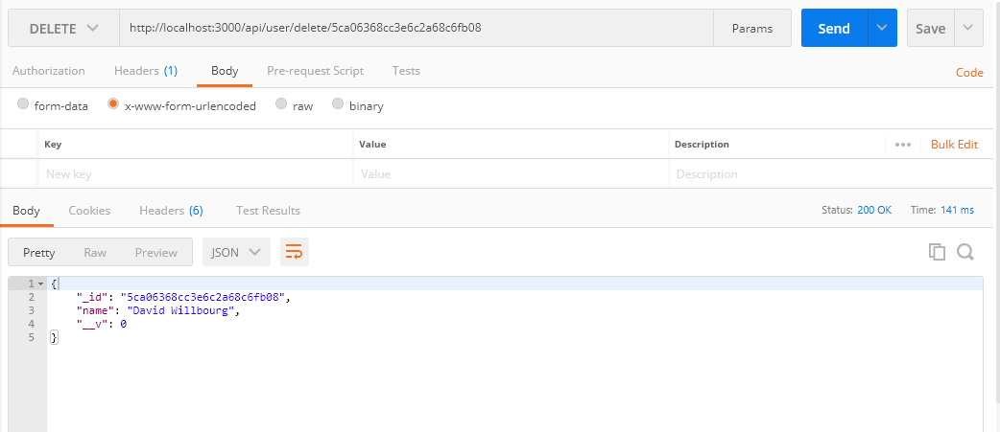 DELETE http://localhost:3000/api/user/delete/5ca06368cc3e6c2a68c6fb08 Params Send Save
Authorization Headers (1) Body Pre-request Script Tests Code
form-data x-www-form-urlencoded raw binary
Key Value Description ••• Bulk Edit
New key Value Description
Body Cookies Headers (6) Test Results Status: 200 OK Time: 141 ms
Pretty Raw Preview JSON
1 {
2 "_id": "5ca06368cc3e6c2a68c6fb08",
3 "name": "David Willbourg",
4 "__v": 0
5 }